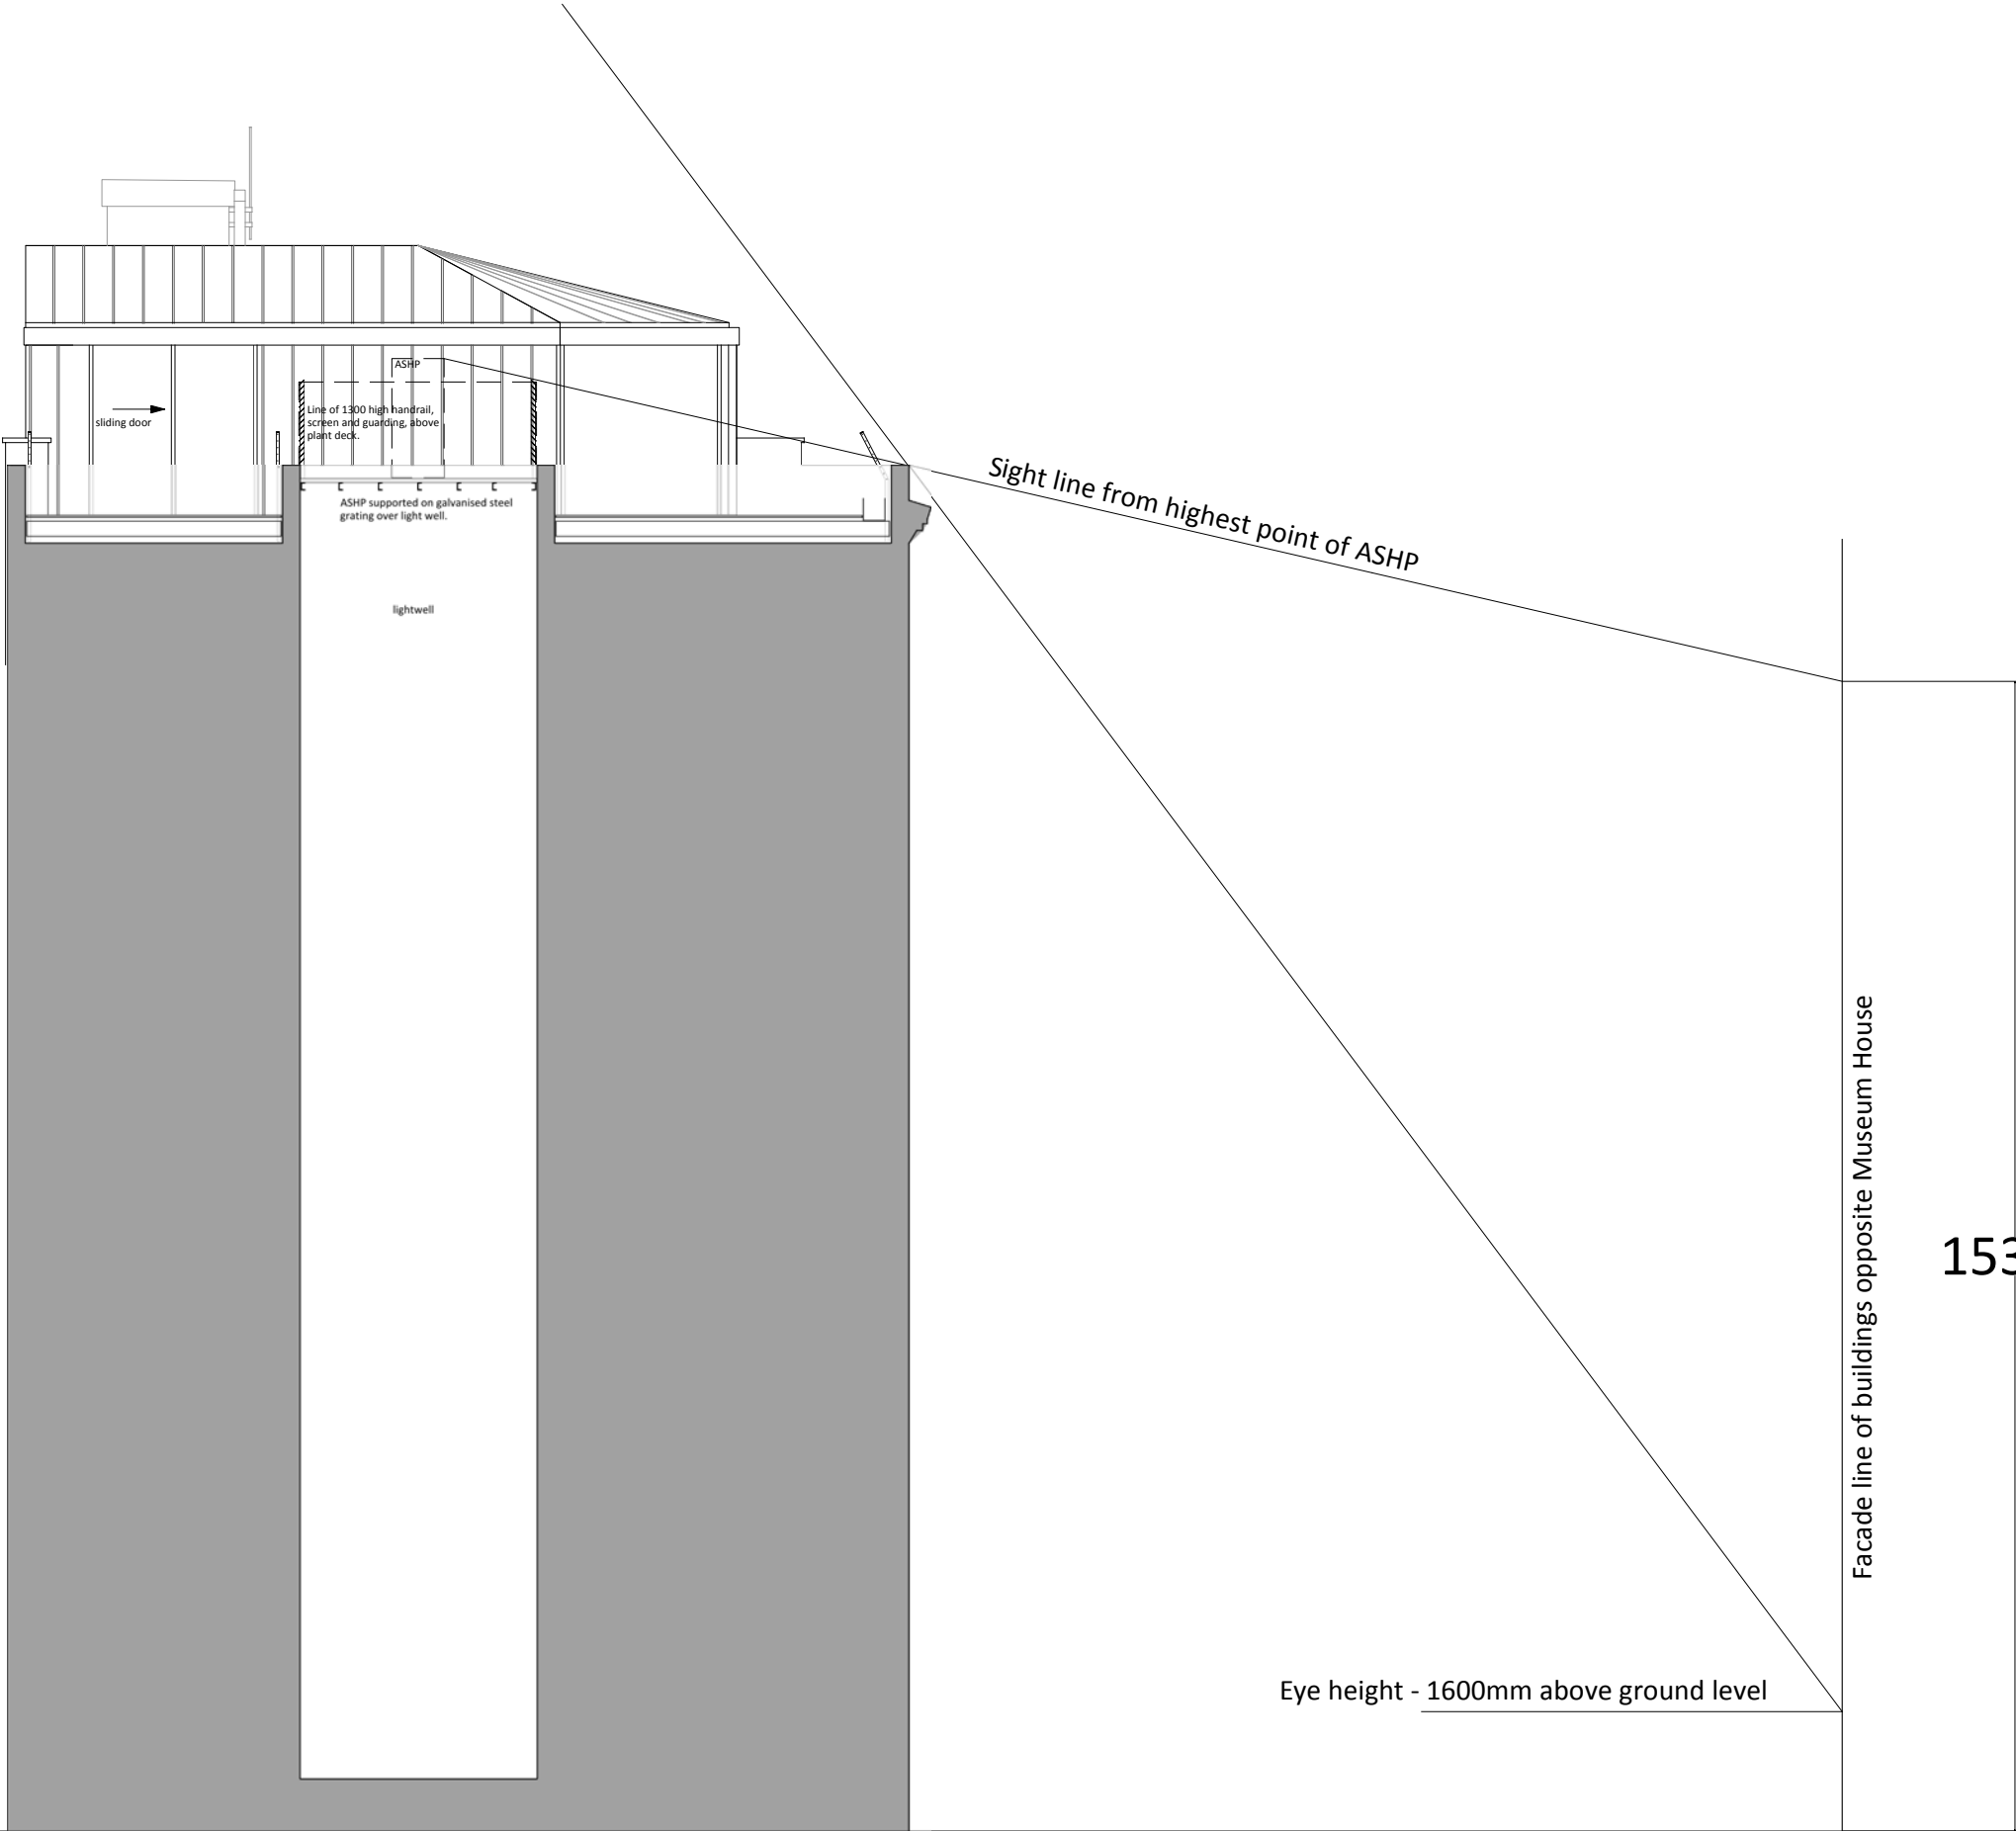 ASHP
Line of 1300 high handrail,
screen and guarding, above
plant deck.
sliding door
Sight line from highest point of ASHP
ASHP supported on galvanised steel
grating over light well.
lightwell
Facade line of buildings opposite Museum House
153
Eye height - 1600mm above ground level